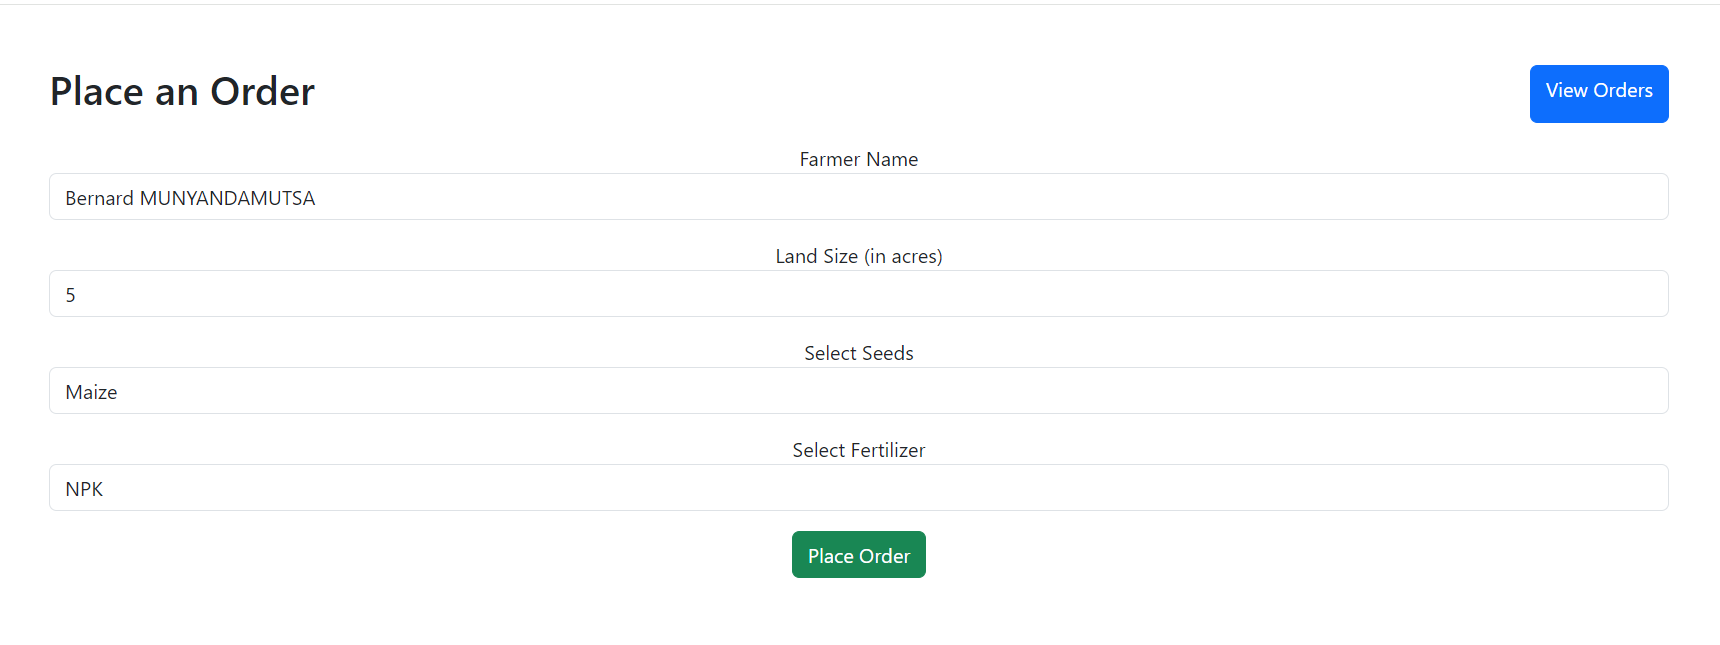 Place an Order
View Orders
Farmer Name
Bernard MUNYANDAMUTSA
Land Size (in acres)
5
Select Seeds
Maize
Select Fertilizer
NPK
Place Order